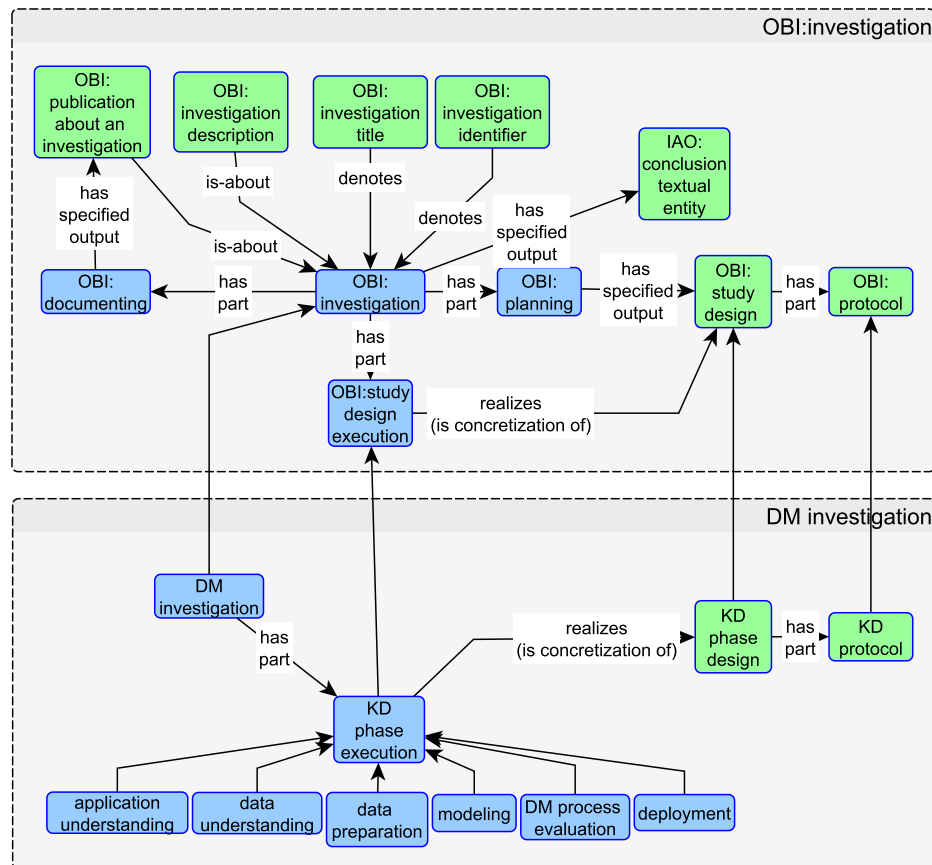 OBI:investigation
OBI:
publication
about an
investigation
OBI:
investigation
description
OBI:
investigation
title
OBI:
investigation
identifier
IAO:
conclusion
textual
entity
is-about
denotes
has
specified
output
denotes
has
specified
output
is-about
OBI:
documenting
has
part
OBI:
investigation
has
part
OBI:
planning
has
specified
output
OBI:
study
design
has
part
OBI:
protocol
has
part
OBI:study
design
execution
realizes
(is concretization of)
DM investigation
DM
investigation
has
part
realizes
(is concretization of)
KD
phase
design
has
part
KD
protocol
KD
phase
execution
application
understanding
data
understanding
data
preparation
modeling
DM process
evaluation
deployment